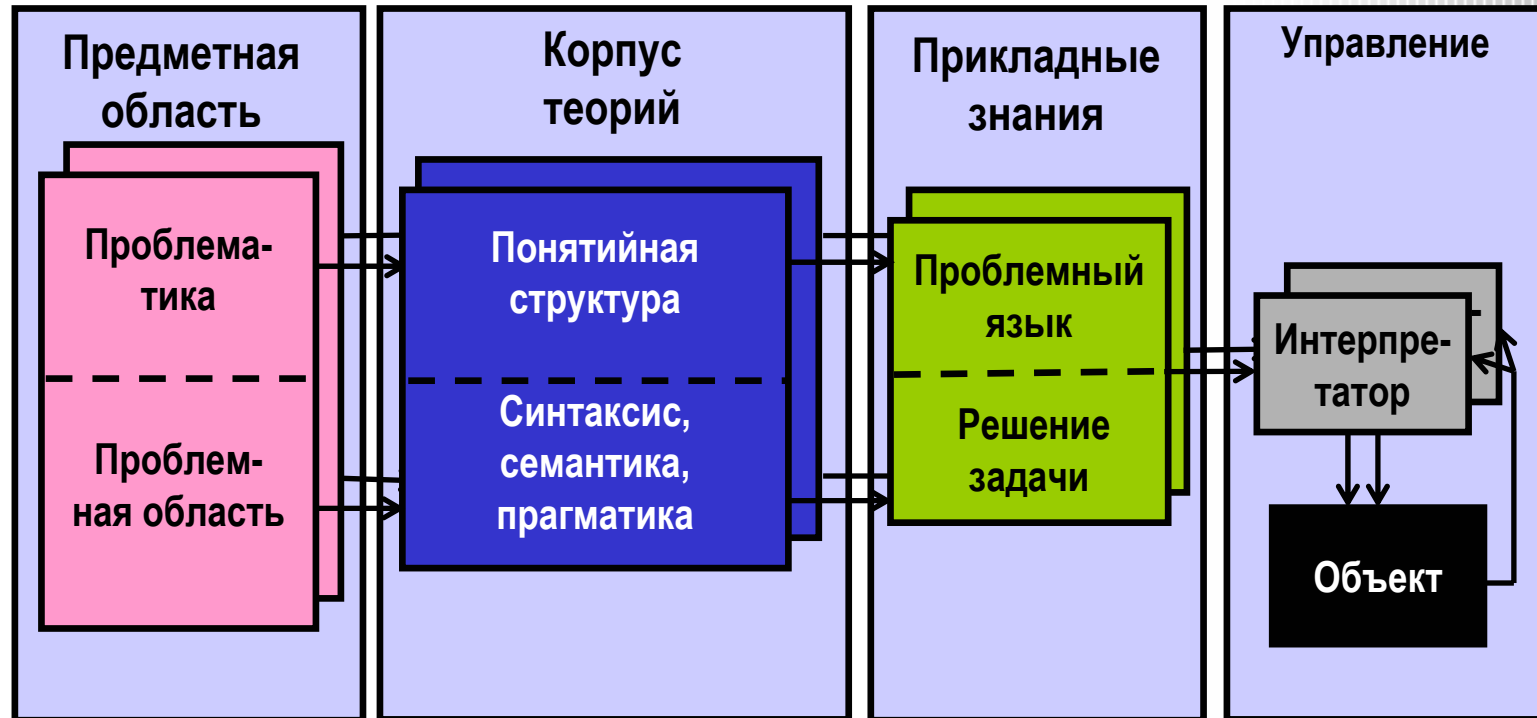 Предметная
область
Проблема-
тика
Проблем-
ная область
Корпус
теорий
Понятийная
структура
Синтаксис,
семантика,
прагматика
Прикладные
знания
Проблемный
язык
Решение
задачи
Управление
Интерпре-
татор
Объект